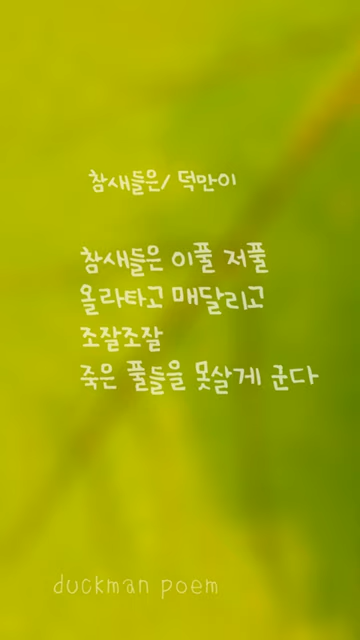 참새들은/ 덕만이
참새들은 이풀 저풀
올라타고 매달리고
조잘조잘
죽은 풀들을 못살게 군다
duckman poem